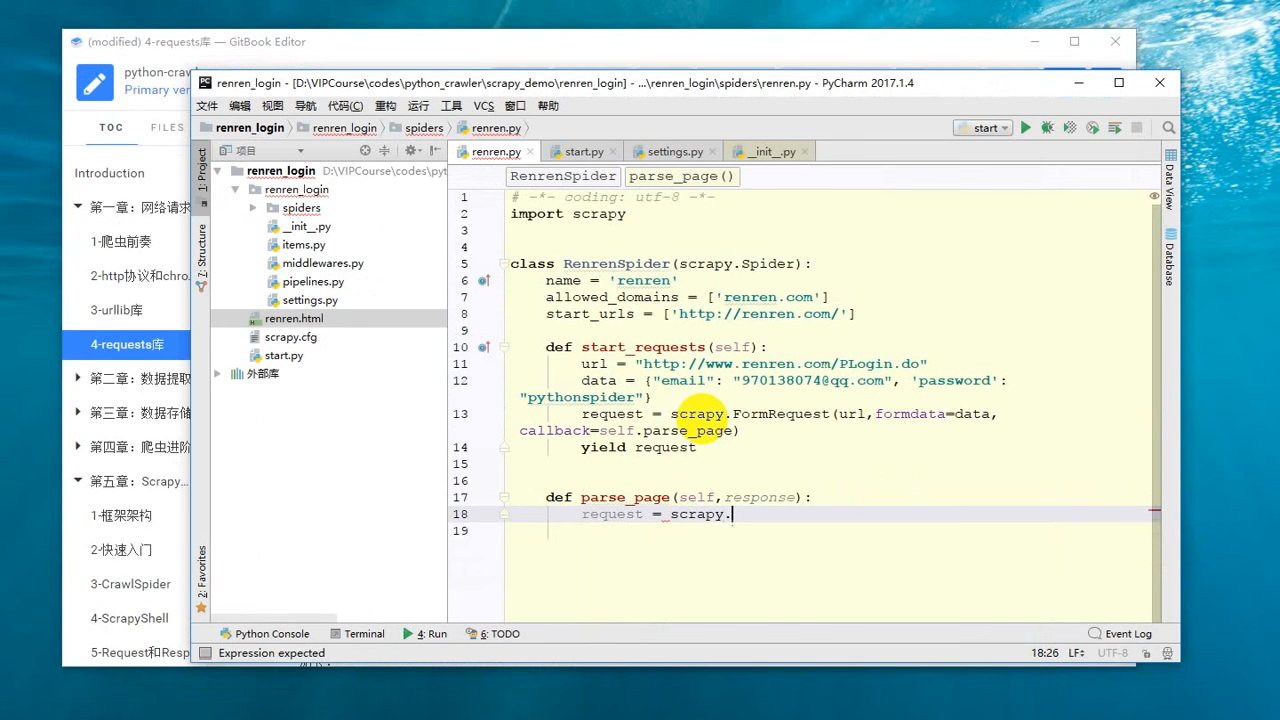 (modified) 4-requests库 — GitBook Editor
python-craw
Primary ver
TOC
FILES
Introduction
第一章：网络请求
1-爬虫前奏
2-http协议和chro
3-urllib库
4-requests库
第二章：数据提取
第三章：数据存储
第四章：爬虫进阶
第五章：Scrapy...
1-框架架构
2-快速入门
3-CrawlSpider
4-ScrapyShell
5-Request和Resp
renren_login - [D:\VIPCourse\codes\python_crawler\scrapy_demo\renren_login] - ...\renren_login\spiders\renren.py - PyCharm 2017.1.4
文件 编辑 视图 导航 代码(C) 重构 运行 工具 VCS 窗口 帮助
renren_login renren_login spiders renren.py
start
项目
renren.py start.py settings.py __init__.py
1: Project
7: Structure
2: Favorites
renren_login D:\VIPCourse\codes\pyt
renren_login
spiders
__init__.py
items.py
middlewares.py
pipelines.py
settings.py
renren.html
scrapy.cfg
start.py
外部库
RenrenSpider parse_page()
1 # -*- coding: utf-8 -*-
2 import scrapy
3
4
5 class RenrenSpider(scrapy.Spider):
6 name = 'renren'
7 allowed_domains = ['renren.com']
8 start_urls = ['http://renren.com/']
9
10 def start_requests(self):
11 url = "http://www.renren.com/PLogin.do"
12 data = {"email": "970138074@qq.com", 'password':
"pythonspider"}
13 request = scrapy.FormRequest(url,formdata=data,
callback=self.parse_page)
14 yield request
15
16
17 def parse_page(self,response):
18 request = scrapy.
19
Data View
Database
Python Console Terminal 4: Run 6: TODO Event Log
Expression expected 18:26 LF÷ UTF-8